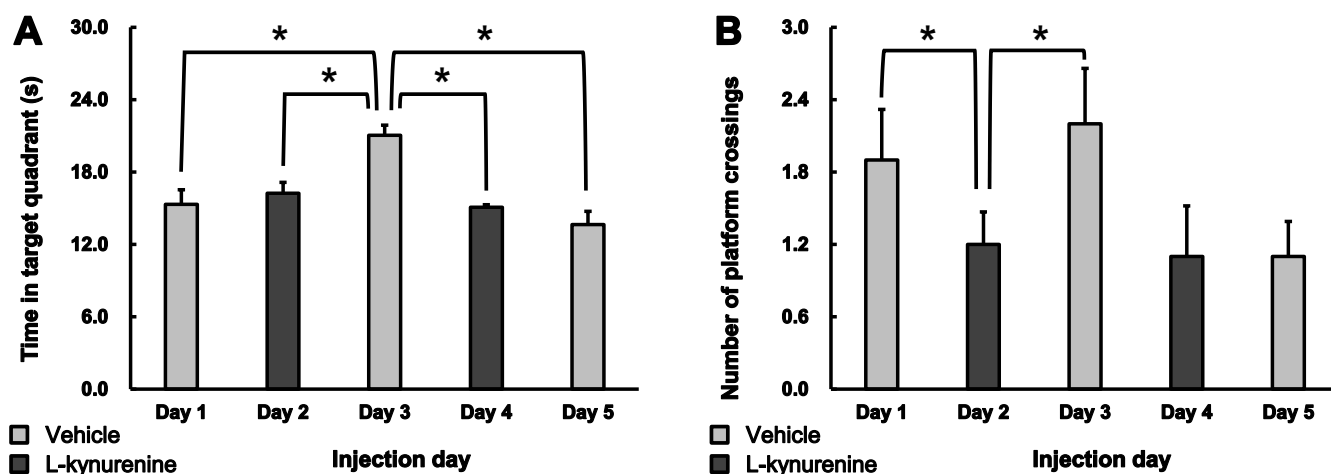 A
Time in target quadrant (s)
30.0
24.0
18.0
12.0
6.0
0.0
* *
* *
Day 1 Day 2 Day 3 Day 4 Day 5
Vehicle
L-kynurenine
Injection day
B
Number of platform crossings
3.0
2.4
1.8
1.2
0.6
0.0
* *
Day 1 Day 2 Day 3 Day 4 Day 5
Vehicle
L-kynurenine
Injection day